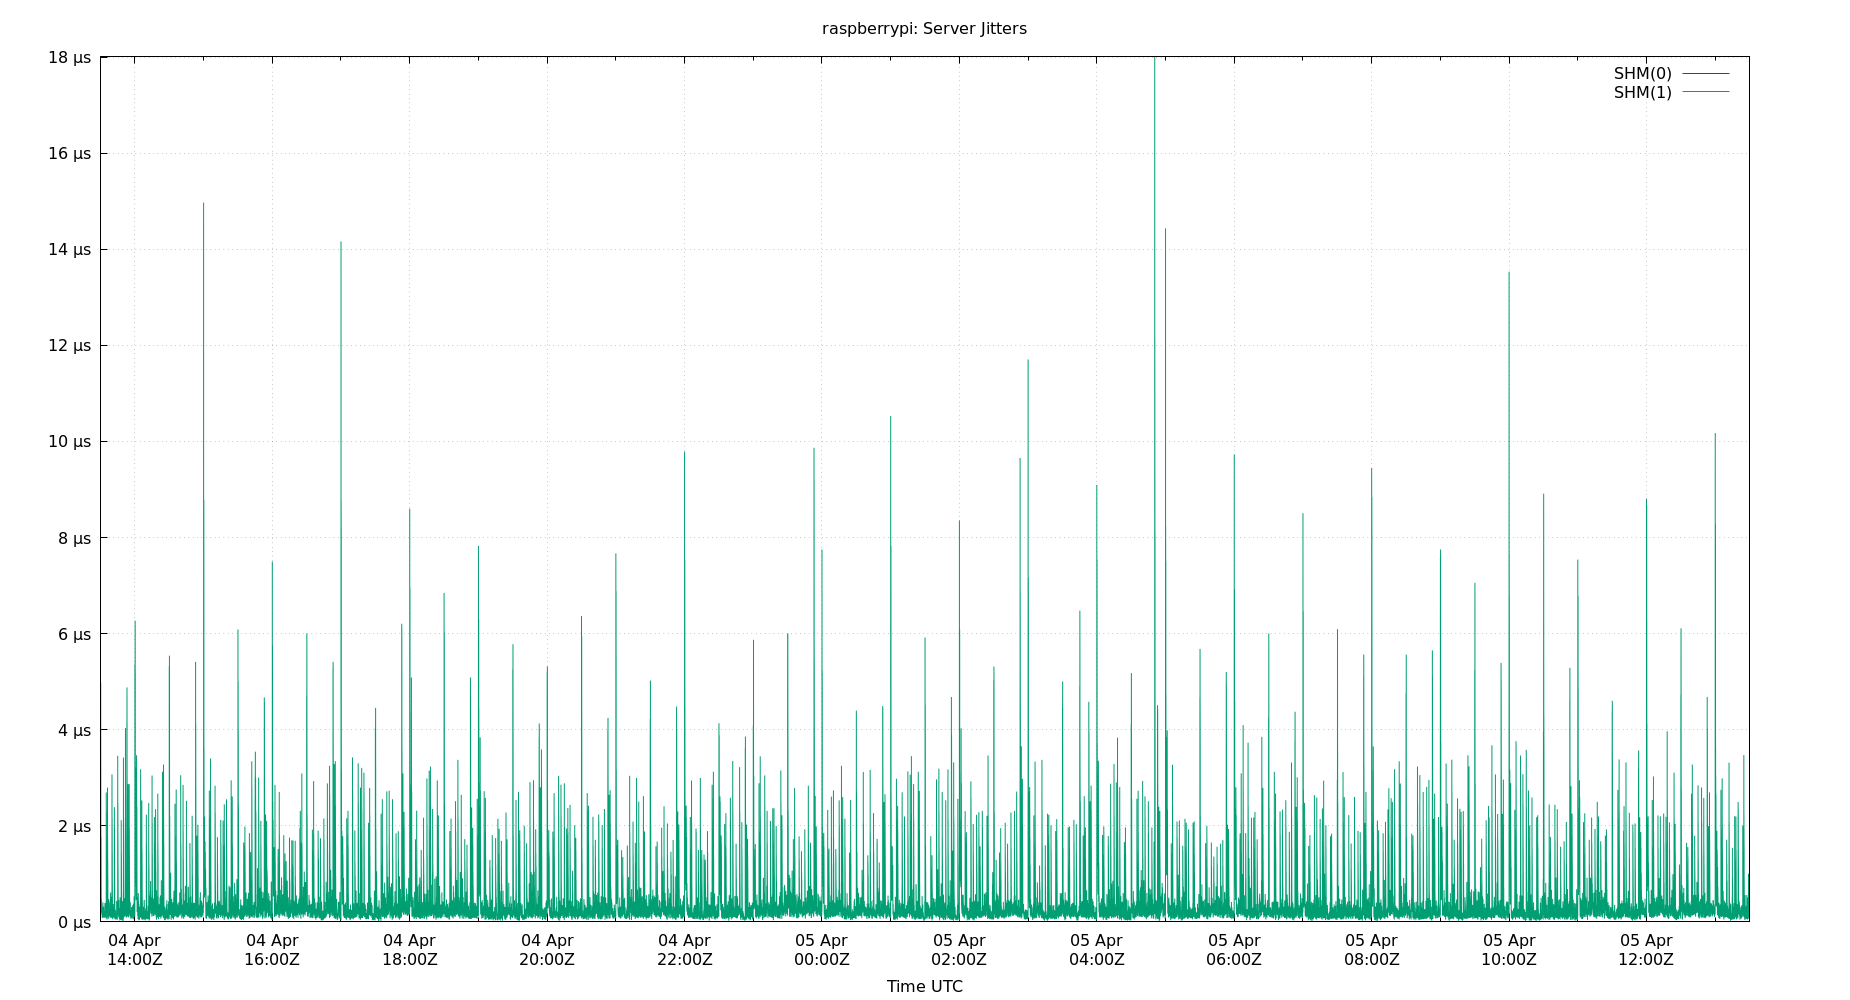 raspberrypi: Server Jitters
SHM(0)
SHM(1)
18 µs
16 µs
14 µs
12 µs
10 µs
8 µs
6 µs
4 µs
2 µs
0 µs
04 Apr 04 Apr 04 Apr 04 Apr 04 Apr 05 Apr 05 Apr 05 Apr 05 Apr 05 Apr 05 Apr 05 Apr
14:00Z 16:00Z 18:00Z 20:00Z 22:00Z 00:00Z 02:00Z 04:00Z 06:00Z 08:00Z 10:00Z 12:00Z
Time UTC